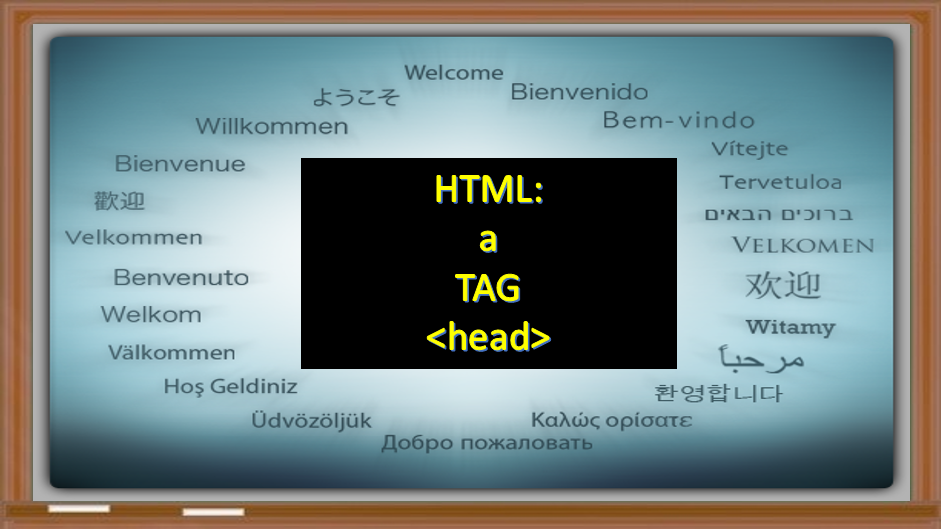 Welcome
ようこそ
Bienvenido
Willkommen
Bem-vindo
Bienvenue
Vítejte
歡迎
Tervetuloa
Velkommen
ברוכים הבאים
VELKOMEN
Benvenuto
欢迎
Welkom
Witamy
Välkommen
مرحباً
Hoş Geldiniz
환영합니다
Üdvözöljük
Καλώς ορίσατε
Добро пожаловать
HTML:
a
TAG
<head>